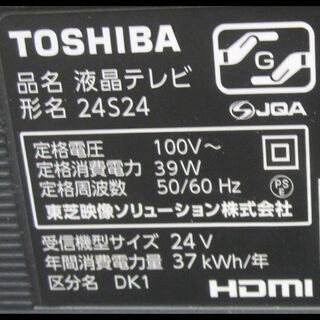 TOSHIBA
品名 液晶テレビ
形名 24S24
G
JQA
定格電圧 100V～
定格消費電力 39W
定格周波数 50/60 Hz
PS
E
東芝映像ソリューション株式会社
受信機型サイズ 24 V
年間消費電力量 37 kWh/年
区分名 DK1
HDMI